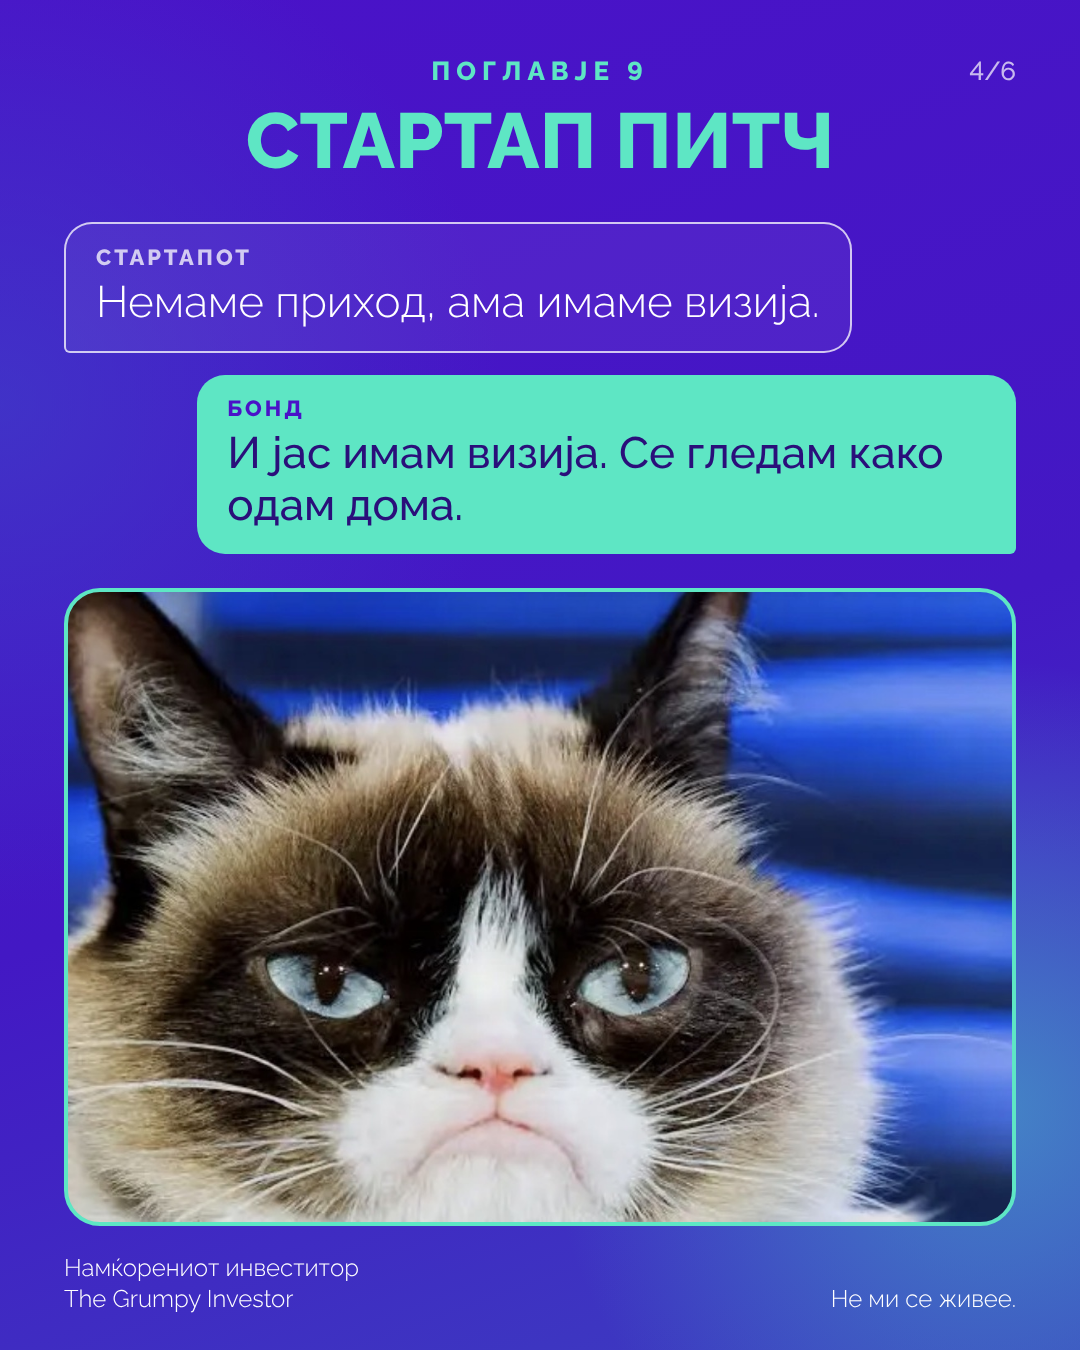 ПОГЛАВЈЕ 9
4/6
СТАРТАП ПИТЧ
СТАРТАПОТ
Немаме приход, ама имаме визија.
БОНД
И јас имам визија. Се гледам како
одам дома.
Намќорениот инвеститор
The Grumpy Investor
Не ми се живее.